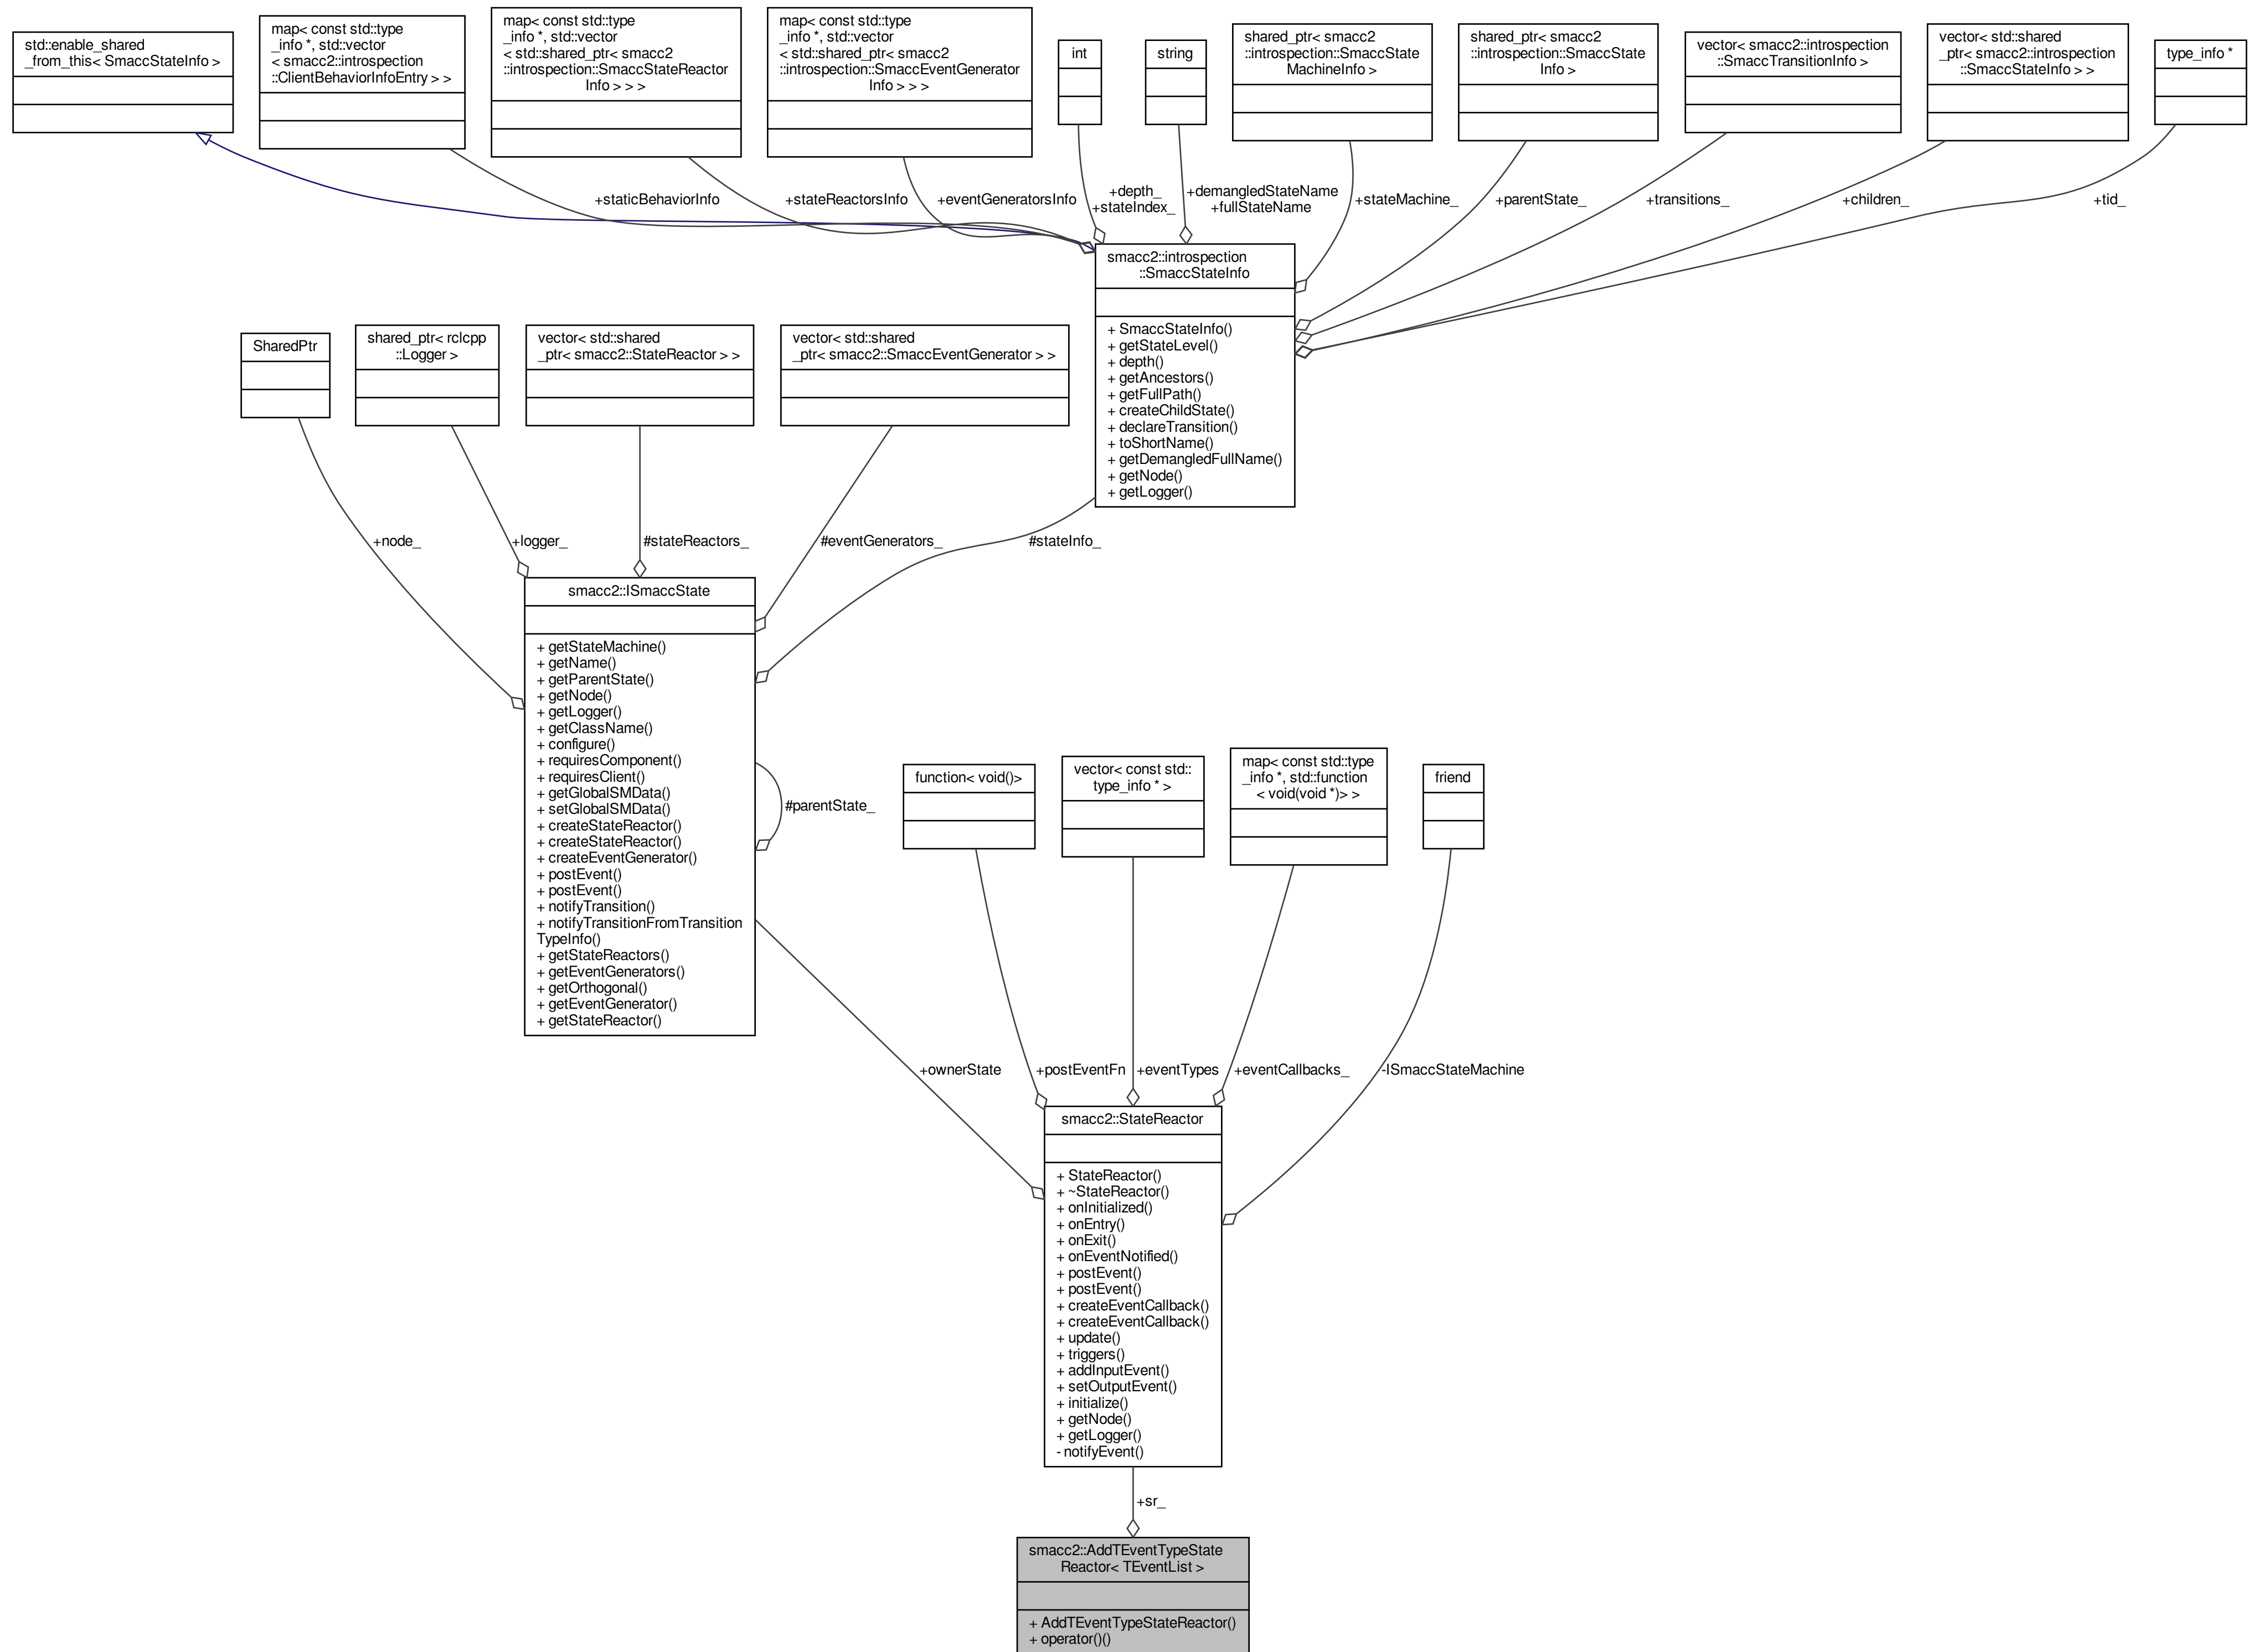 std::enable_shared
_from_this< SmaccStateInfo >
map< const std::type
_info *, std::vector
< smacc2::introspection
::ClientBehaviorInfoEntry > >
map< const std::type
_info *, std::vector
< std::shared_ptr< smacc2
::introspection::SmaccStateReactor
Info > > >
map< const std::type
_info *, std::vector
< std::shared_ptr< smacc2
::introspection::SmaccEventGenerator
Info > > >
int
string
shared_ptr< smacc2
::introspection::SmaccState
MachineInfo >
shared_ptr< smacc2
::introspection::SmaccState
Info >
vector< smacc2::introspection
::SmaccTransitionInfo >
vector< std::shared
_ptr< smacc2::introspection
::SmaccStateInfo > >
type_info *
+staticBehaviorInfo
+stateReactorsInfo
+eventGeneratorsInfo
+depth_
+stateIndex_
+demangledStateName
+fullStateName
+stateMachine_
+parentState_
+transitions_
+children_
+tid_
smacc2::introspection
::SmaccStateInfo
+ SmaccStateInfo()
+ getStateLevel()
+ depth()
+ getAncestors()
+ getFullPath()
+ createChildState()
+ declareTransition()
+ toShortName()
+ getDemangledFullName()
+ getNode()
+ getLogger()
SharedPtr
shared_ptr< rclcpp
::Logger >
vector< std::shared
_ptr< smacc2::StateReactor > >
vector< std::shared
_ptr< smacc2::SmaccEventGenerator > >
+node_
+logger_
#stateReactors_
#eventGenerators_
#stateInfo_
smacc2::ISmaccState
+ getStateMachine()
+ getName()
+ getParentState()
+ getNode()
+ getLogger()
+ getClassName()
+ configure()
+ requiresComponent()
+ requiresClient()
+ getGlobalSMData()
+ setGlobalSMData()
+ createStateReactor()
+ createStateReactor()
+ createEventGenerator()
+ postEvent()
+ postEvent()
+ notifyTransition()
+ notifyTransitionFromTransition
TypeInfo()
+ getStateReactors()
+ getEventGenerators()
+ getOrthogonal()
+ getEventGenerator()
+ getStateReactor()
#parentState_
function< void()>
vector< const std::
type_info * >
map< const std::type
_info *, std::function
< void(void *)> >
friend
+ownerState
+postEventFn
+eventTypes
+eventCallbacks_
-ISmaccStateMachine
smacc2::StateReactor
+ StateReactor()
+ ~StateReactor()
+ onInitialized()
+ onEntry()
+ onExit()
+ onEventNotified()
+ postEvent()
+ postEvent()
+ createEventCallback()
+ createEventCallback()
+ update()
+ triggers()
+ addInputEvent()
+ setOutputEvent()
+ initialize()
+ getNode()
+ getLogger()
- notifyEvent()
+sr_
smacc2::AddTEventTypeState
Reactor< TEventList >
+ AddTEventTypeStateReactor()
+ operator()()